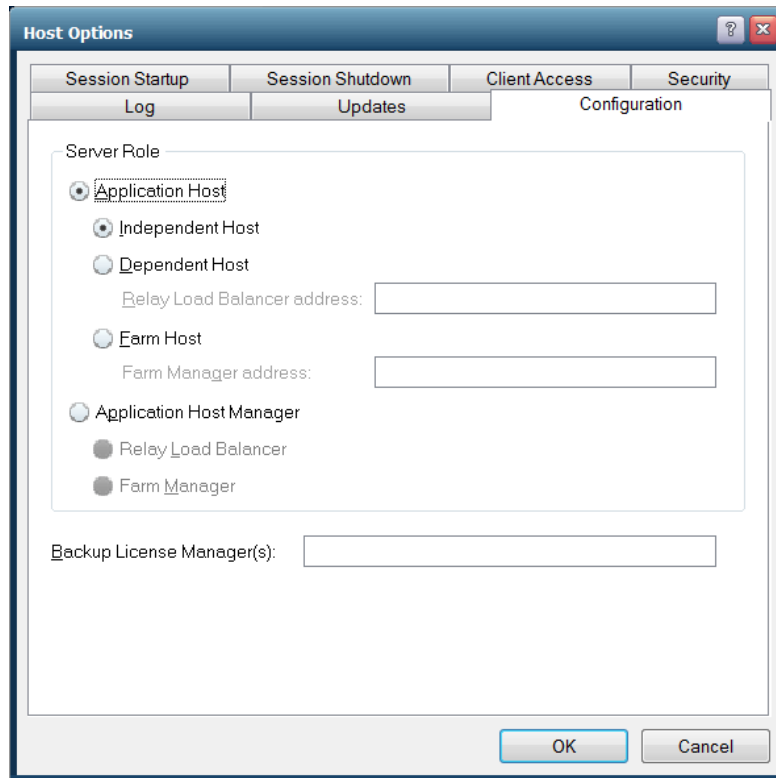 Host Options
Session Startup Session Shutdown Client Access Security
Log Updates Configuration
Server Role
Application Host
Independent Host
Dependent Host
Relay Load Balancer address:
Farm Host
Farm Manager address:
Application Host Manager
Relay Load Balancer
Farm Manager
Backup License Manager(s):
OK Cancel